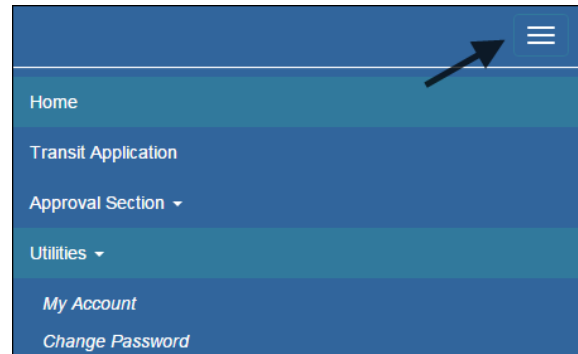 Home
Transit Application
Approval Section
Utilities
My Account
Change Password